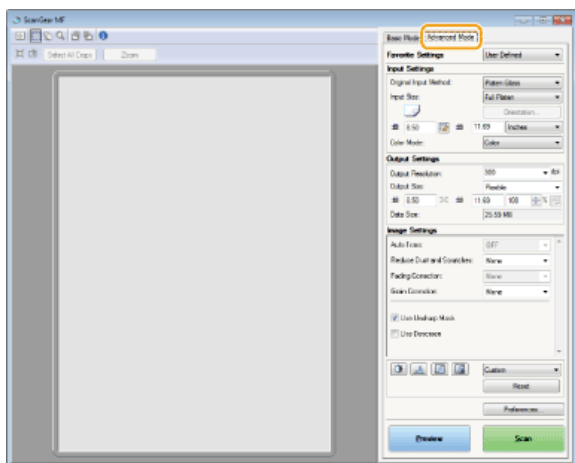 ScanGear MF
Select All Crops Zoom
Basic Mode Advanced Mode
Favorite Settings User Defined
Input Settings
Original Input Method: Platen Glass
Input Size: Full Platen
Orientation...
8.50 11.69 Inches
Color Mode: Color
Output Settings
Output Resolution: 300 dpi
Output Size: Flexible
8.50 11.69 100 %
Data Size: 25.53 MB
Image Settings
Auto Tone: OFF
Reduce Dust and Scratches: None
Fading Correction: None
Grain Correction: None
Use Unsharp Mask
Use Descreen
Custom
Reset
Preferences...
Preview Scan